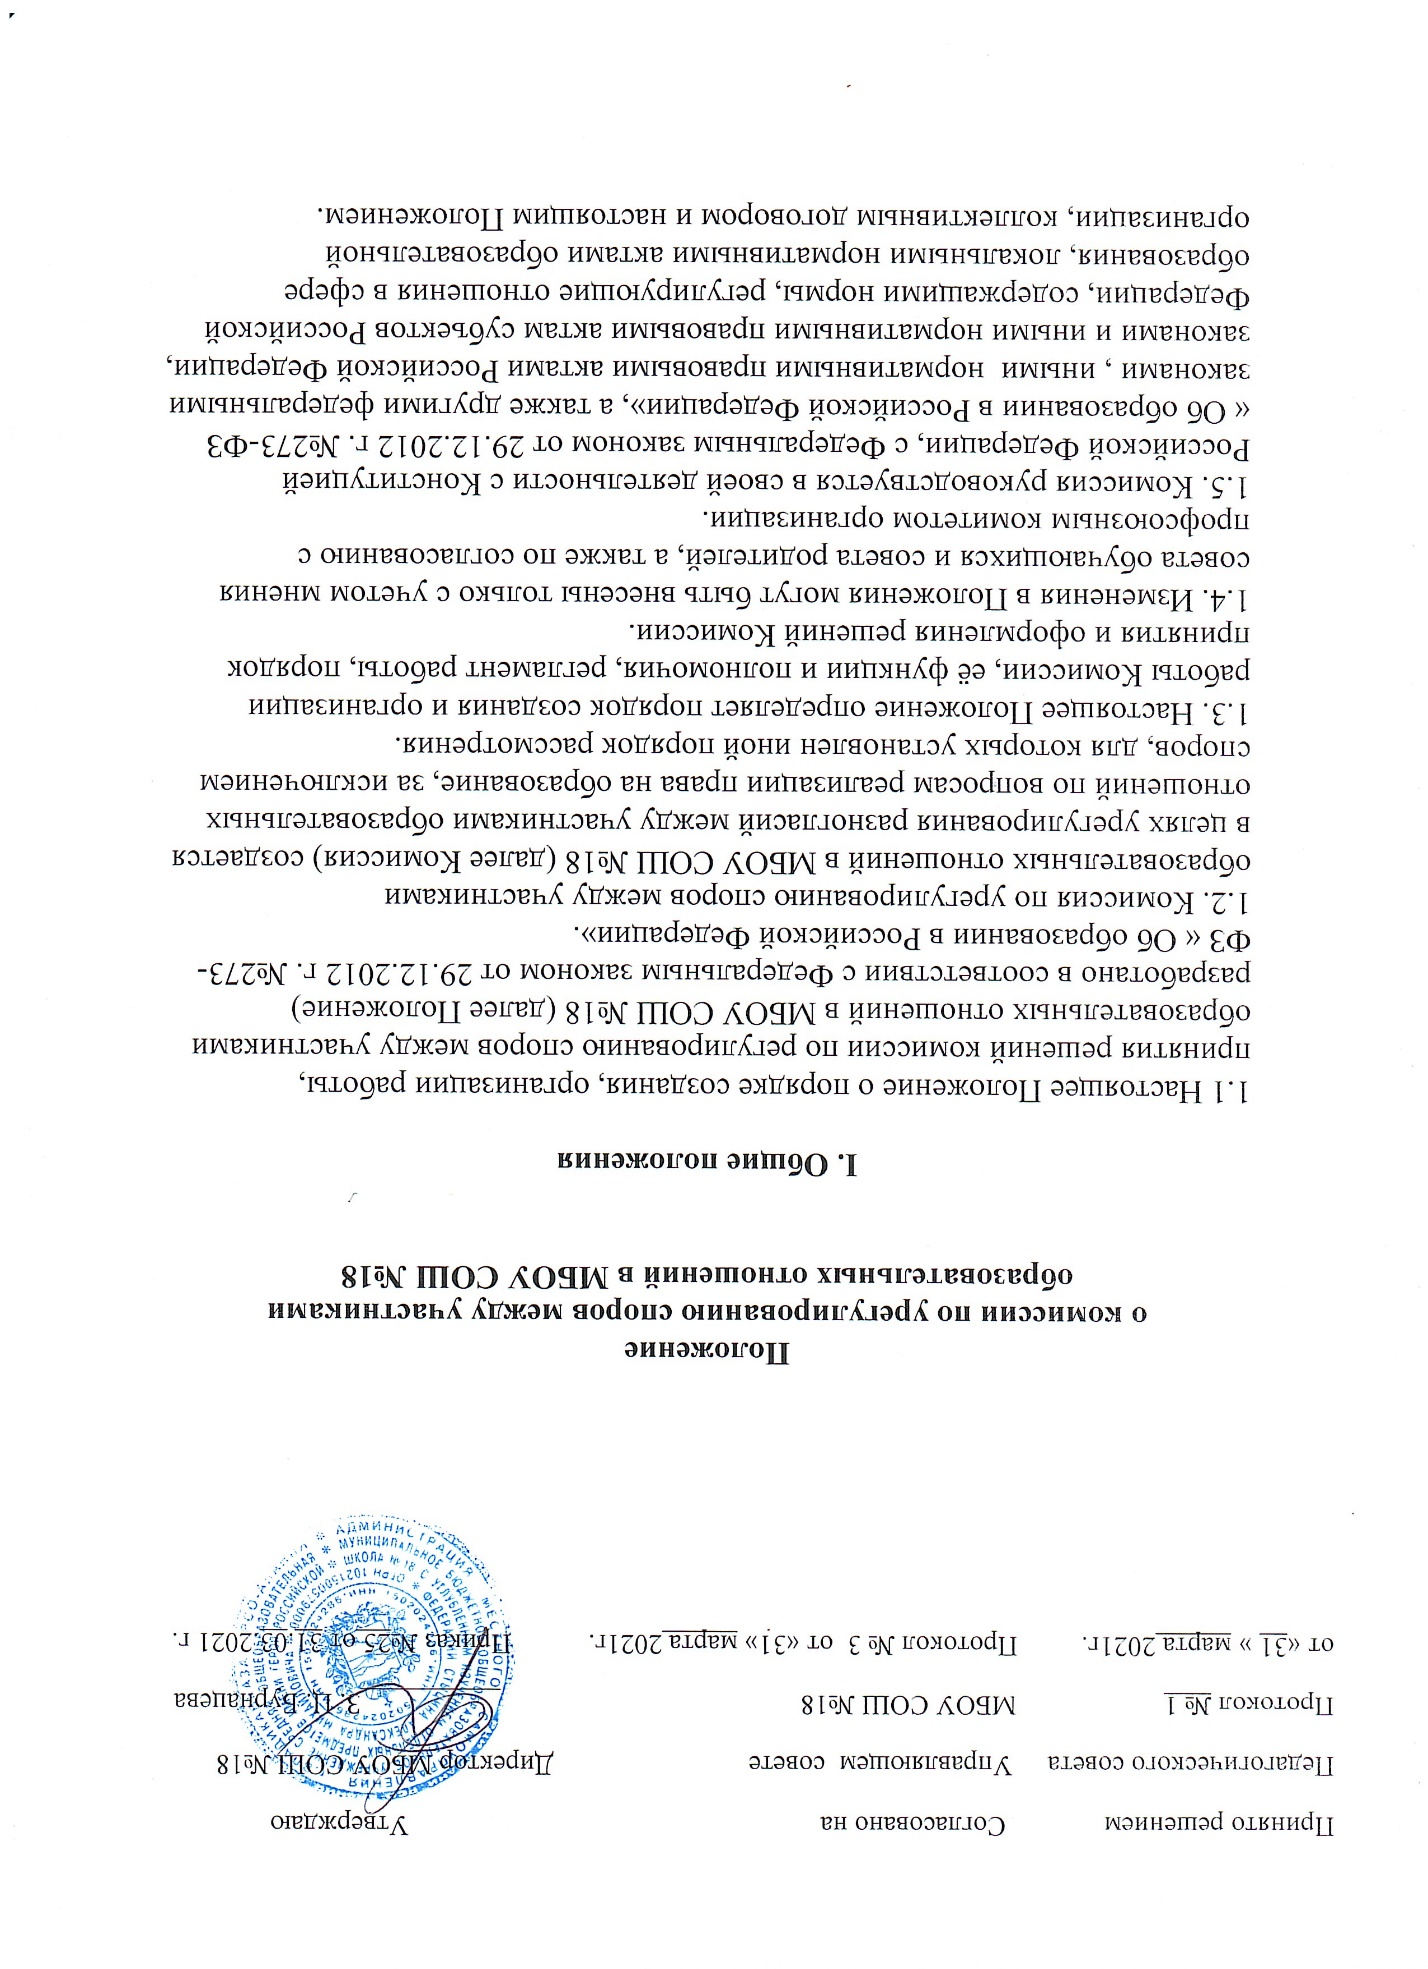 Принято решением Согласовано на Утверждаю
Педагогического совета Управляющем совете Директор МБОУ СОШ №18
Протокол № 1 МБОУ СОШ №18 Бурнацева
от «31 » марта 2021г. Протокол № 3 от «31» марта 2021г. Приказ №25 от 31.03.2021 г.
Положение
о комиссии по урегулированию споров между участниками
образовательных отношений в МБОУ СОШ №18
I. Общие положения
1.1 Настоящее Положение о порядке создания, организации работы,
принятия решений комиссии по регулированию споров между участниками
образовательных отношений в МБОУ СОШ №18 (далее Положение)
разработано в соответствии с Федеральным законом от 29.12.2012 г. №273-
ФЗ « Об образовании в Российской Федерации».
1.2. Комиссия по урегулированию споров между участниками
образовательных отношений в МБОУ СОШ №18 (далее Комиссия) создается
в целях урегулирования разногласий между участниками образовательных
отношений по вопросам реализации права на образование, за исключением
споров, для которых установлен иной порядок рассмотрения.
1.3. Настоящее Положение определяет порядок создания и организации
работы Комиссии, её функции и полномочия, регламент работы, порядок
принятия и оформления решений Комиссии.
1.4. Изменения в Положения могут быть внесены только с учетом мнения
совета обучающихся и совета родителей, а также по согласованию с
профсоюзным комитетом организации.
1.5. Комиссия руководствуется в своей деятельности с Конституцией
Российской Федерации, с Федеральным законом от 29.12.2012 г. №273-ФЗ
« Об образовании в Российской Федерации», а также другими федеральными
законами , иными нормативными правовыми актами Российской Федерации,
законами и иными нормативными правовыми актам субъектов Российской
Федерации, содержащими нормы, регулирующие отношения в сфере
образования, локальными нормативными актами образовательной
организации, коллективным договором и настоящим Положением.